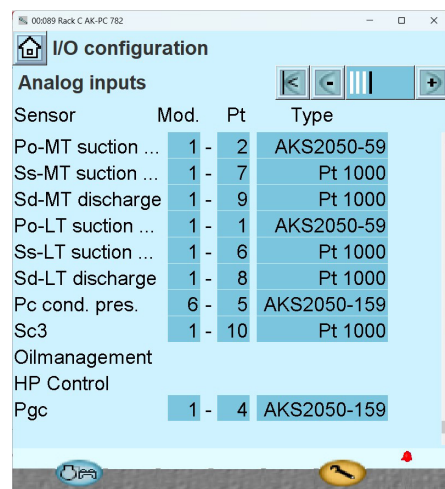 00:089 Rack C AK-PC 782
I/O configuration
Analog inputs
Sensor Mod. Pt Type
Po-MT suction ... 1 - 2 AKS2050-59
Ss-MT suction ... 1 - 7 Pt 1000
Sd-MT discharge 1 - 9 Pt 1000
Po-LT suction ... 1 - 1 AKS2050-59
Ss-LT suction ... 1 - 6 Pt 1000
Sd-LT discharge 1 - 8 Pt 1000
Pc cond. pres. 6 - 5 AKS2050-159
Sc3 1 - 10 Pt 1000
Oilmanagement
HP Control
Pgc 1 - 4 AKS2050-159